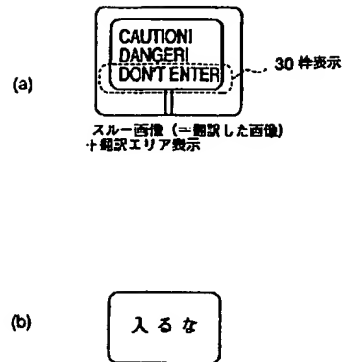 (a)
CAUTION!
DANGER!
DON'T ENTER
30 枠表示
スルー画像 (=翻訳した画像)
+翻訳エリア表示
(b)
入るな